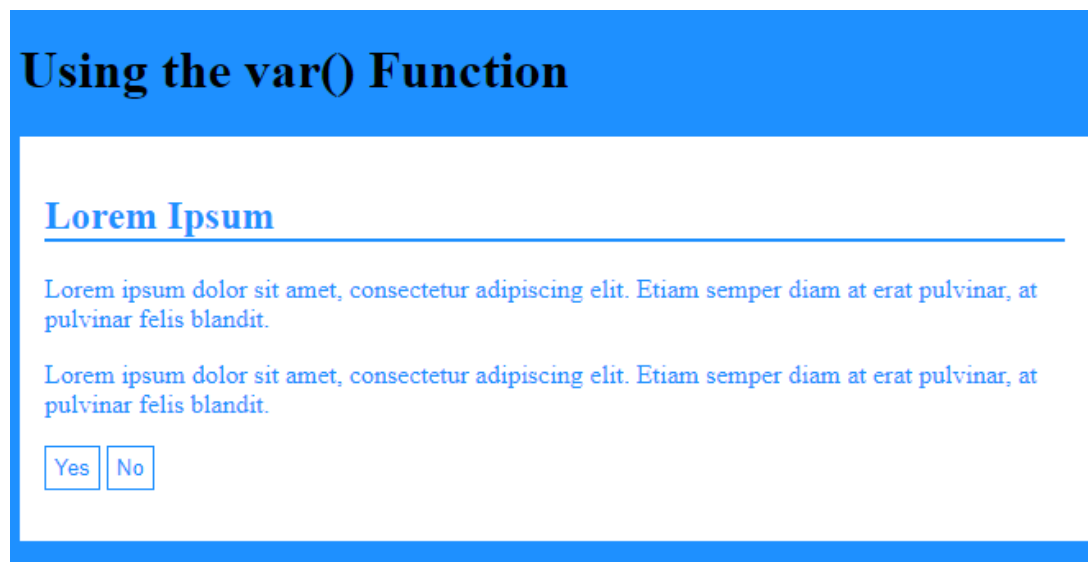 Using the var() Function
Lorem Ipsum
Lorem ipsum dolor sit amet, consectetur adipiscing elit. Etiam semper diam at erat pulvinar, at
pulvinar felis blandit.
Lorem ipsum dolor sit amet, consectetur adipiscing elit. Etiam semper diam at erat pulvinar, at
pulvinar felis blandit.
Yes No